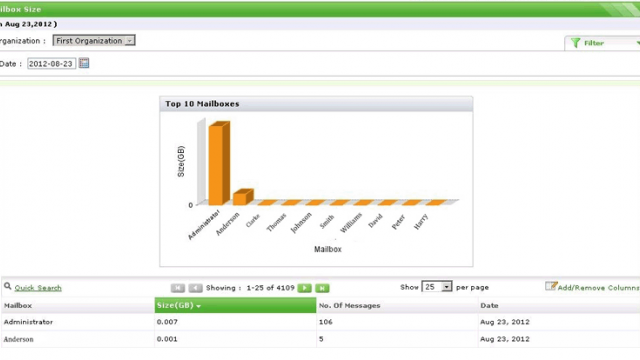 ilbox Size
n Aug 23,2012 )
rganization : First Organization
Filter
Date : 2012-08-23
Top 10 Mailboxes
Size(GB)
0
Administrator Anderson Clarke Thomas Johnson Smith Williams David Peter Harry
Mailbox
Quick Search Showing : 1-25 of 4109 Show 25 per page Add/Remove Columns
Mailbox Size(GB) No. Of Messages Date
Administrator 0.007 106 Aug 23, 2012
Anderson 0.001 5 Aug 23, 2012